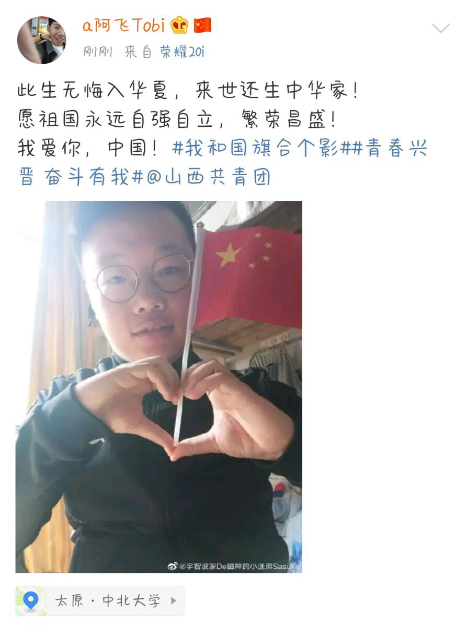 a阿飞Tobi
刚刚 来自 荣耀20i
此生无悔入华夏，来世还生中华家！
愿祖国永远自强自立，繁荣昌盛！
我爱你，中国！#我和国旗合个影##青春兴
晋 奋斗有我#@山西共青团
@宇智波家De鼬神的小迷弟Sasuke
太原·中北大学